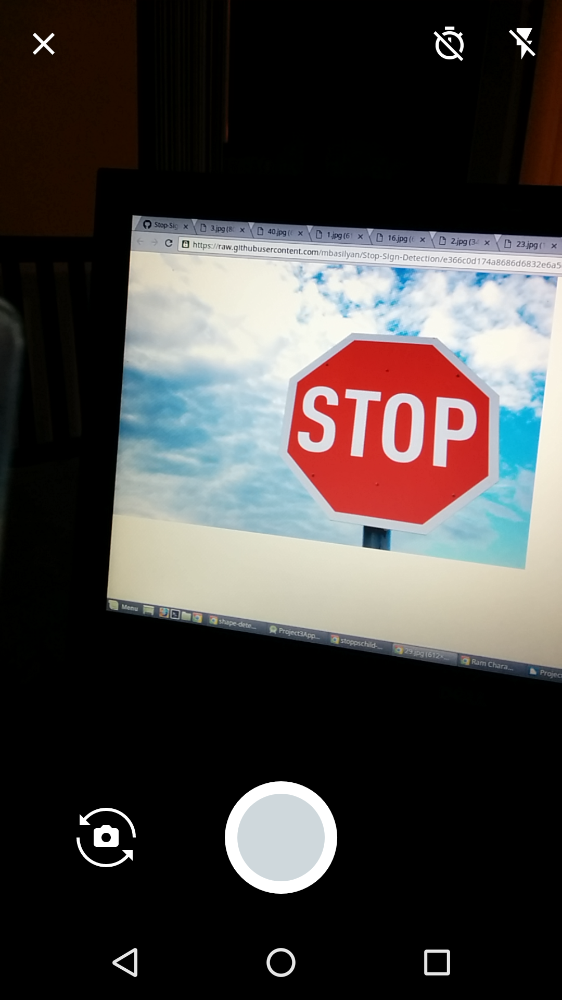 Stop-Sig
3.jpg (8
40.jpg (
1.jpg (6
16.jpg (
2.jpg (3
23.jpg (
https://raw.githubusercontent.com/mbasilyan/Stop-Sign-Detection/e366c0d174a8686d6832e6a5
STOP
Menu
shape-dete...
Project3App...
stoppschild-...
29.jpg (612×...
Ram Chara...
Project